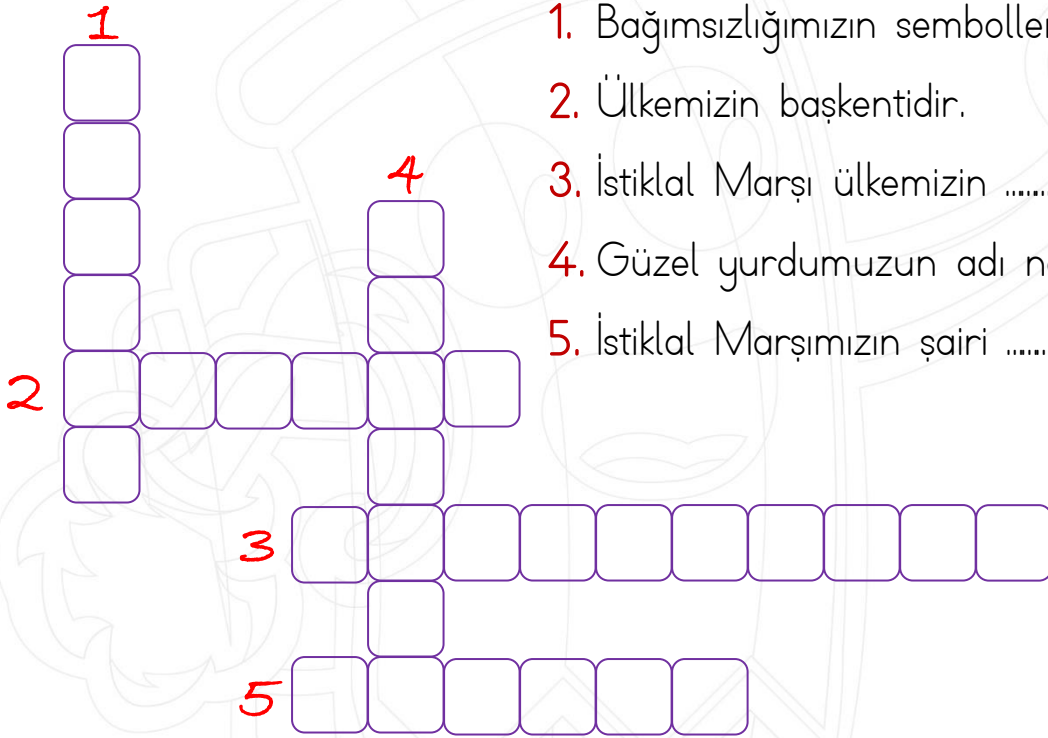 1
1. Bağımsızlığımızın
2. Ülkemizin başkentidir.
4
3. İstiklal Marşı ülkemizin .......
4. Güzel yurdumuzun adı
5. İstiklal Marşımızın şairi .......
2
3
5